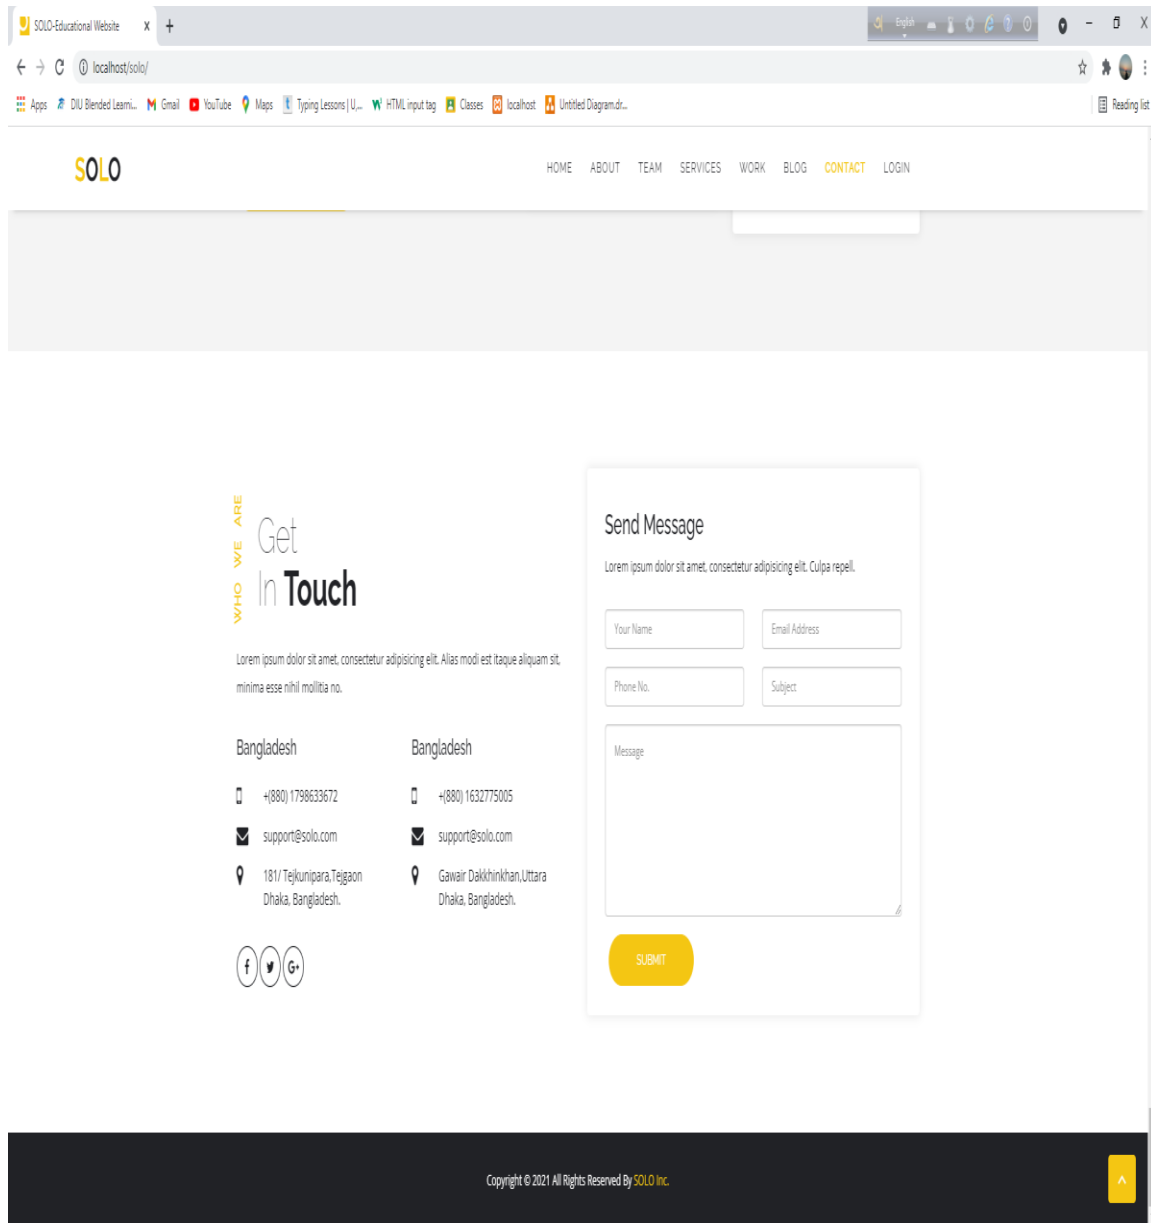 SOLO-Educational Website
English
localhost/solo/
Apps DIU Blended Learni... Gmail YouTube Maps Typing Lessons | U,... HTML input tag Classes localhost Untitled Diagram.dr... Reading list
SOLO
HOME ABOUT TEAM SERVICES WORK BLOG CONTACT LOGIN
WHO WE ARE
Get
In Touch
Lorem ipsum dolor sit amet, consectetur adipisicing elit. Alias modi est itaque aliquam sit,
minima esse nihil mollitia no.
Bangladesh
+(880) 1798633672
support@solo.com
181/ Tejkunipara,Tejgaon
Dhaka, Bangladesh.
Bangladesh
+(880) 1632775005
support@solo.com
Gawair Dakkhinkhan,Uttara
Dhaka, Bangladesh.
Send Message
Lorem ipsum dolor sit amet, consectetur adipisicing elit. Culpa repell.
Your Name
Email Address
Phone No.
Subject
Message
SUBMIT
Copyright © 2021 All Rights Reserved By SOLO Inc.